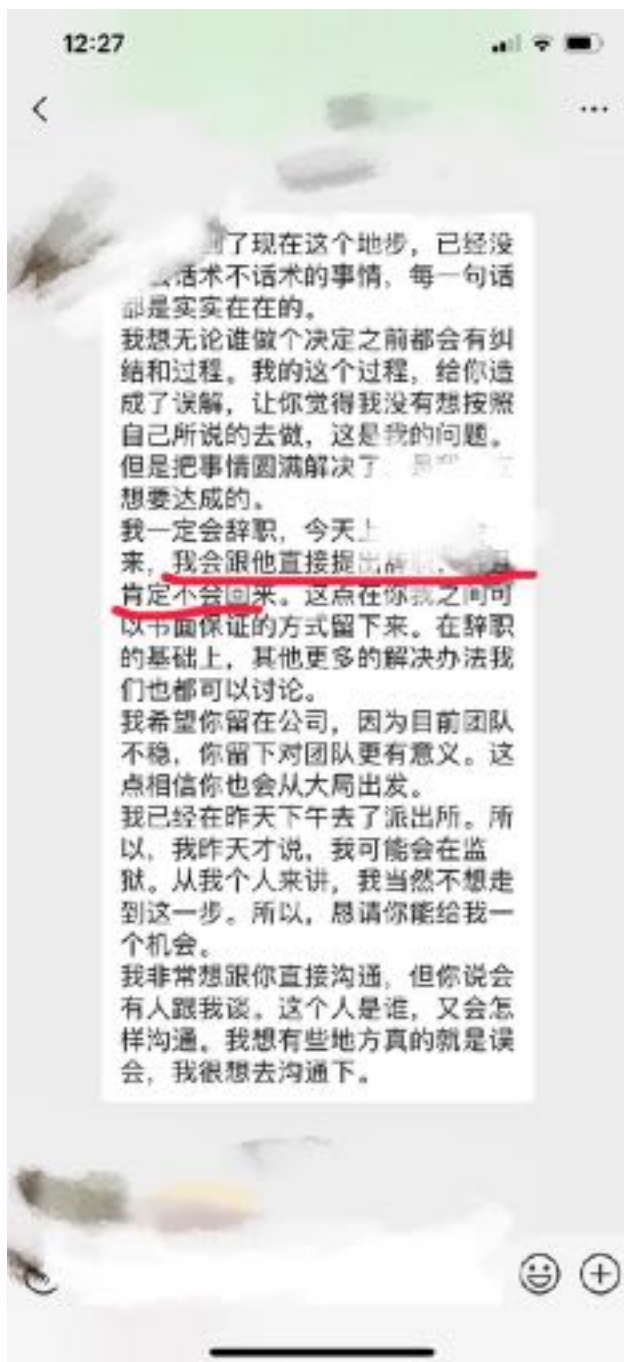 12:27
了现在这个地步，已经没
话术不话术的事情，每一句话
都是实实在在的。
我想无论谁做个决定之前都会有纠
结和过程。我的这个过程，给你造
成了误解，让你觉得我没有想按照
自己所说的去做，这是我的问题。
但是把事情圆满解决了
想要达成的。
我一定会辞职，今天上
来，我会跟他直接提出辞职，
肯定不会回来。这点在你我之间可
以书面保证的方式留下来。在辞职
的基础上，其他更多的解决办法我
们也都可以讨论。
我希望你留在公司，因为目前团队
不稳，你留下对团队更有意义。这
点相信你也会从大局出发。
我已经在昨天下午去了派出所。所
以，我昨天才说，我可能会在监
狱。从我个人来讲，我当然不想走
到这一步。所以，恳请你能给我一
个机会。
我非常想跟你直接沟通，但你说会
有人跟我谈。这个人是谁，又会怎
样沟通。我想有些地方真的就是误
会，我很想去沟通下。